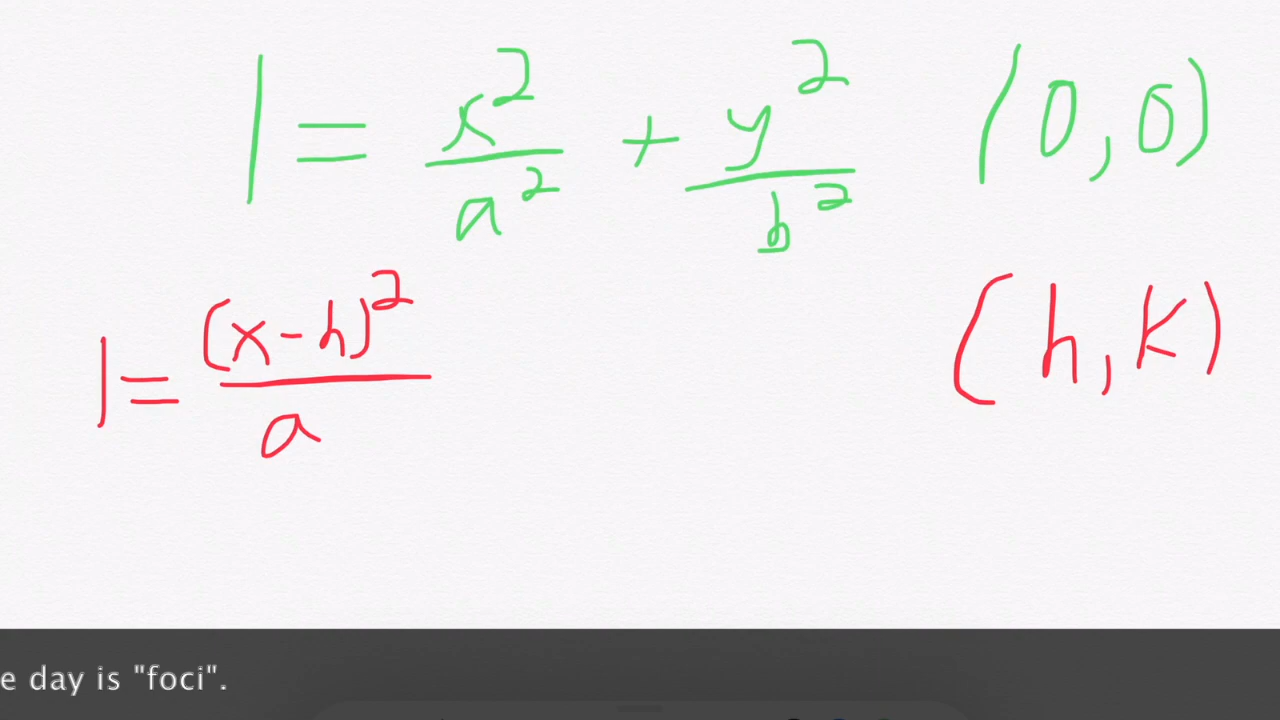 1 = x²/a² + y²/b² (0,0)
1 = (x-h)²/a (h,k)
e day is "foci".